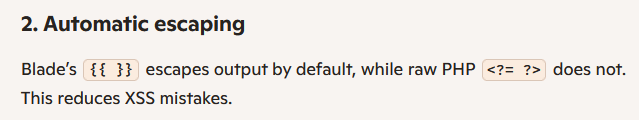 2. Automatic escaping
Blade's {{ }} escapes output by default, while raw PHP <?= ?> does not.
This reduces XSS mistakes.